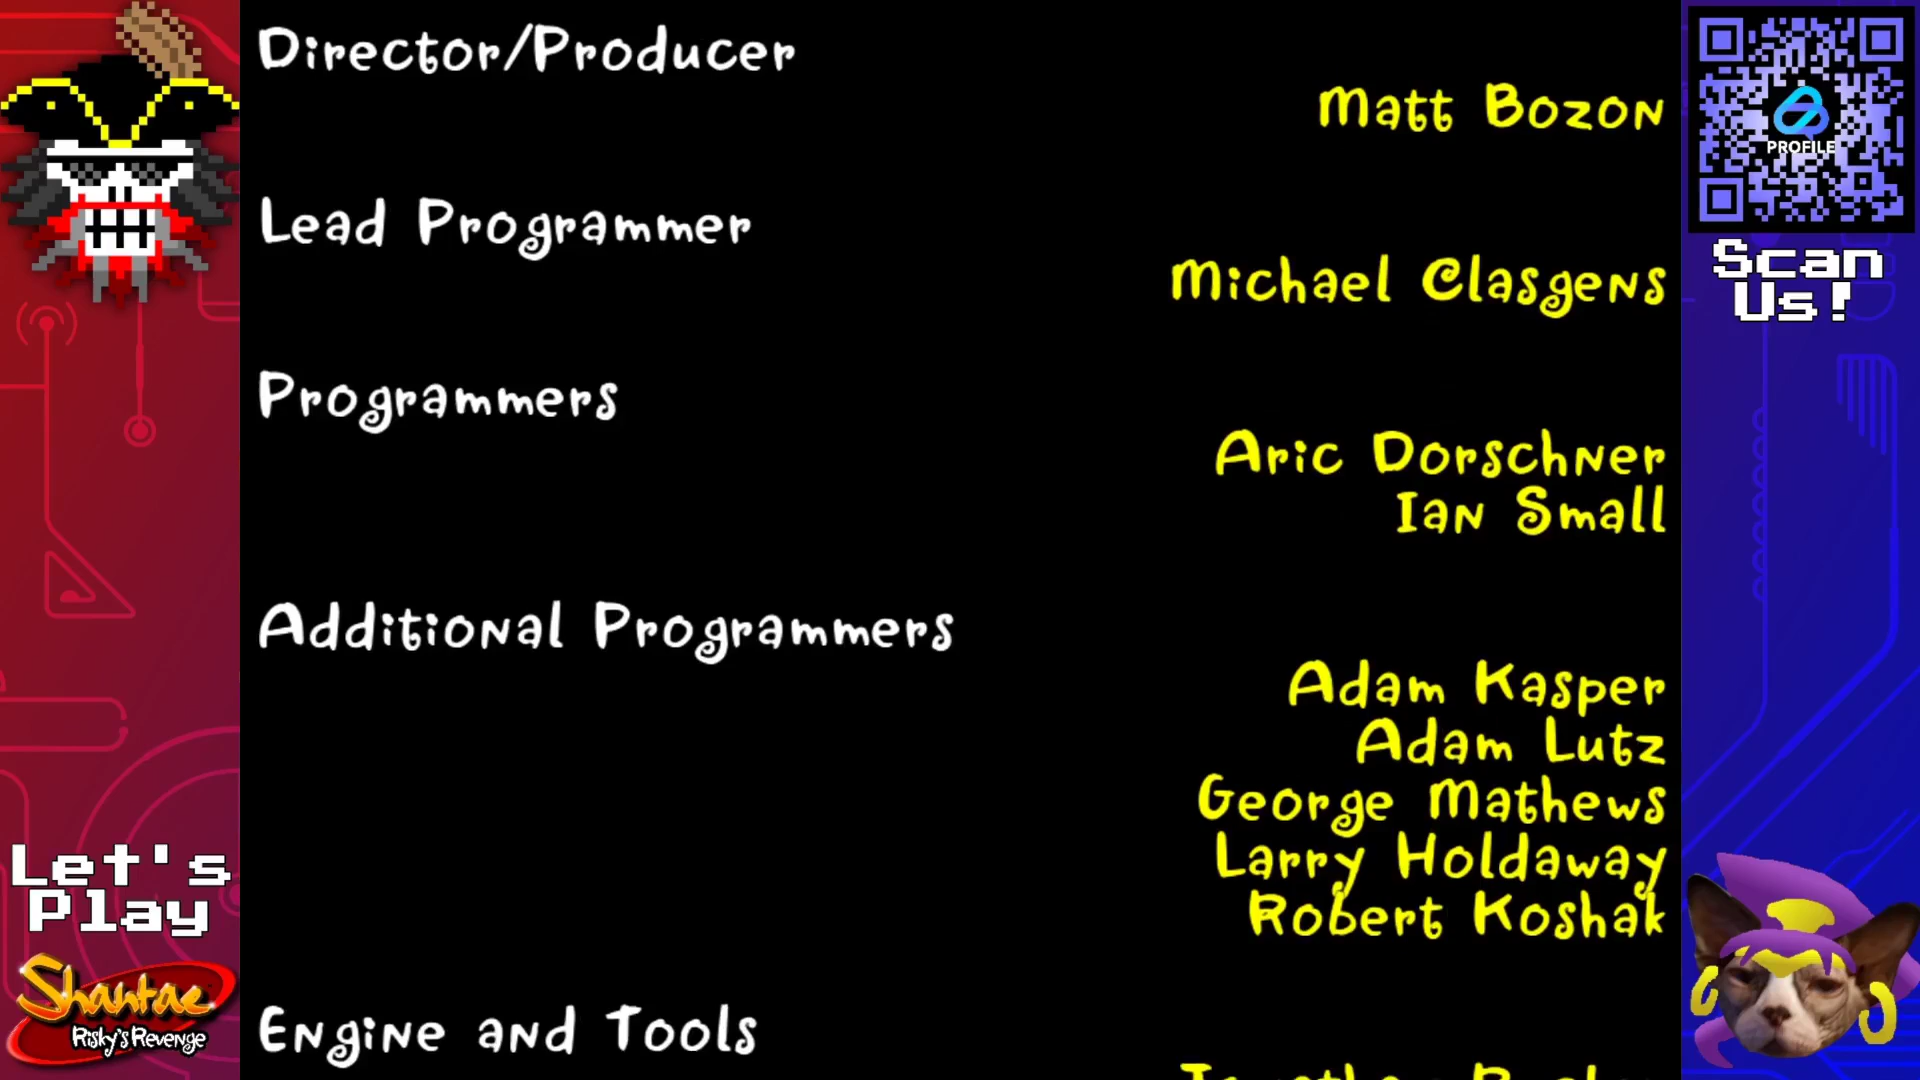 Director/Producer
Matt Bozon
PROFILE
Scan
Us!
Lead Programmer
Michael Clasgens
Programmers
Aric Dorschner
Ian Small
Additional Programmers
Adam Kasper
Adam Lutz
George Mathews
Larry Holdaway
Robert Koshak
Let's
Play
Shantae
Risky's Revenge
Engine and Tools